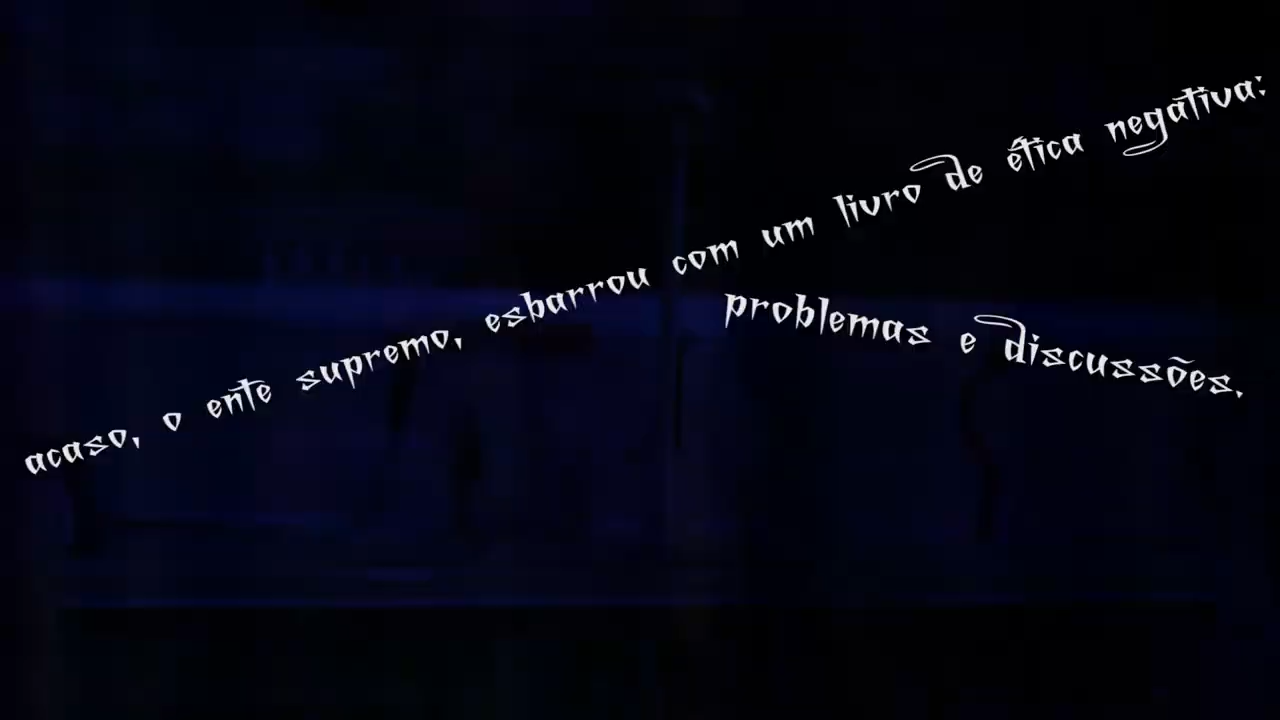 acaso, o ente supremo, esbarrou com um livro de ética negativa:
problemas e discussões.